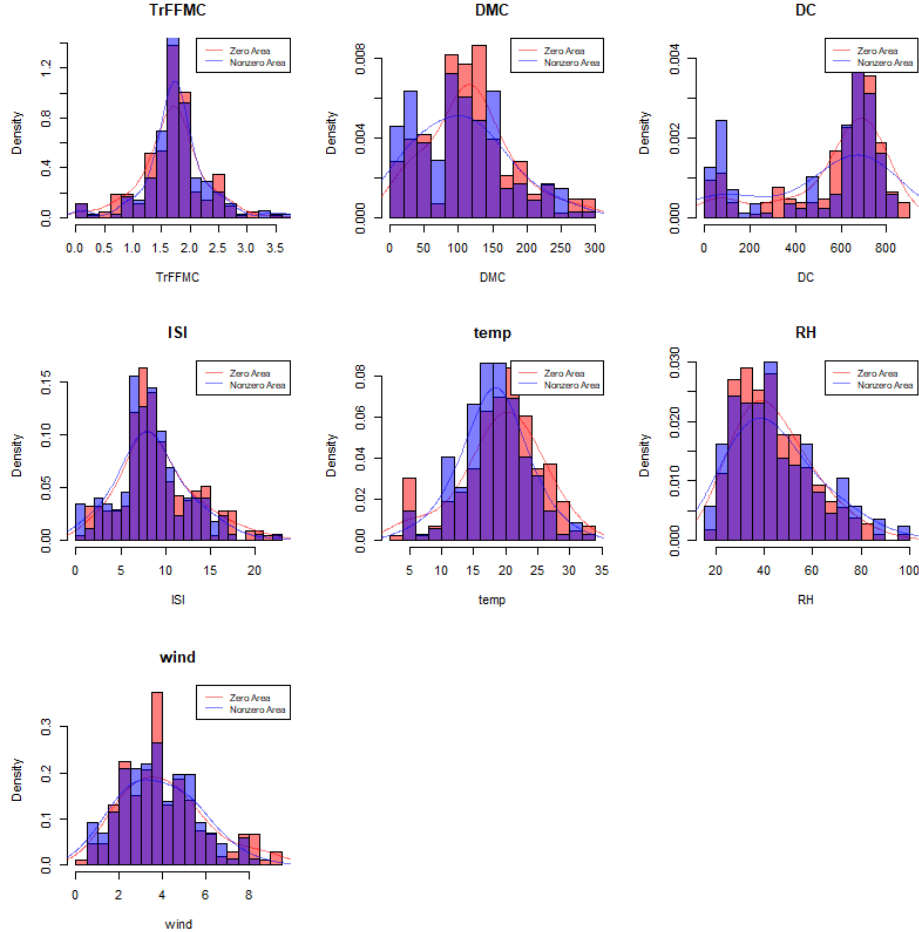 TrFFMC
Density
0.0 0.4 0.8 1.2
Zero Area
Nonzero Area
0.0 0.5 1.0 1.5 2.0 2.5 3.0 3.5
TrFFMC
DMC
Density
0.000 0.004 0.008
Zero Area
Nonzero Area
0 50 100 150 200 250 300
DMC
DC
Density
0.000 0.002 0.004
Zero Area
Nonzero Area
0 200 400 600 800
DC
ISI
Density
0.00 0.05 0.10 0.15
Zero Area
Nonzero Area
0 5 10 15 20
ISI
temp
Density
0.00 0.02 0.04 0.06 0.08
Zero Area
Nonzero Area
5 10 15 20 25 30 35
temp
RH
Density
0.000 0.010 0.020 0.030
Zero Area
Nonzero Area
20 40 60 80 100
RH
wind
Density
0.0 0.1 0.2 0.3
Zero Area
Nonzero Area
0 2 4 6 8
wind